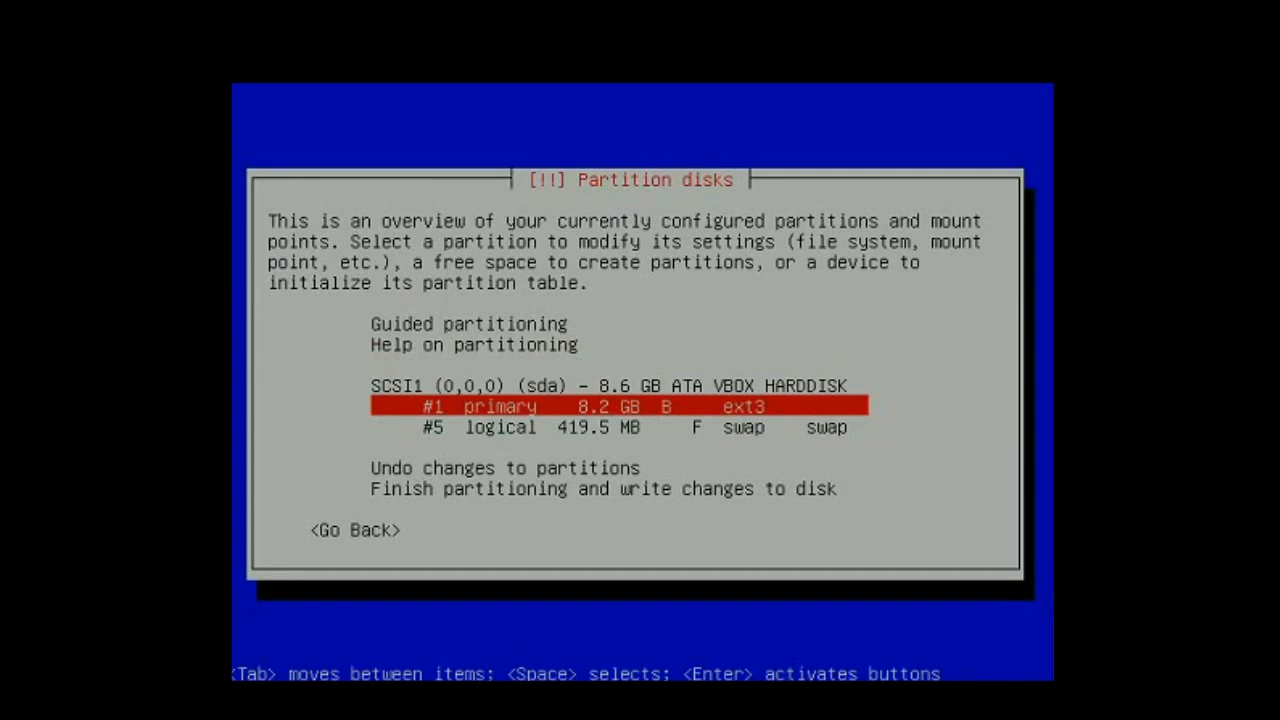 [!!] Partition disks
This is an overview of your currently configured partitions and mount
points. Select a partition to modify its settings (file system, mount
point, etc.), a free space to create partitions, or a device to
initialize its partition table.
Guided partitioning
Help on partitioning
SCSI1 (0,0,0) (sda) - 8.6 GB ATA VBOX HARDDISK
#1 primary 8.2 GB B ext3
#5 logical 419.5 MB F swap swap
Undo changes to partitions
Finish partitioning and write changes to disk
<Go Back>
<Tab> moves between items; <Space> selects; <Enter> activates buttons